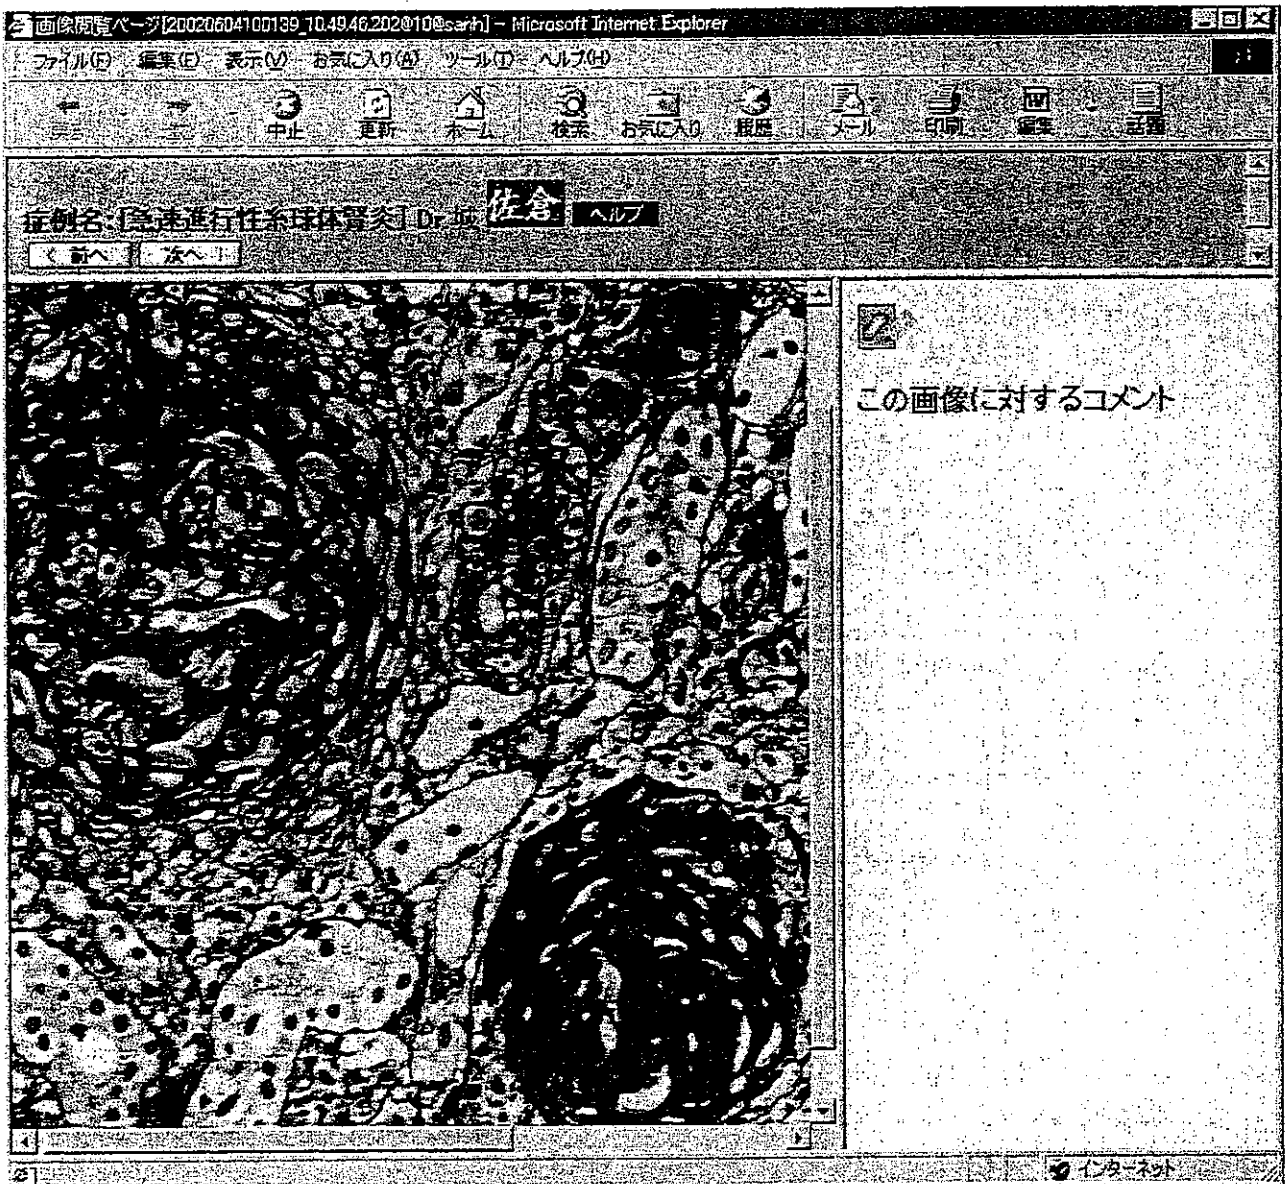 画像閲覧ページ[20020604100139_10.49.46.202@10@sanh] - Microsoft Internet Explorer
ファイル(F) 編集(E) 表示(V) お気に入り(A) ツール(T) ヘルプ(H)
中止 更新 ホーム 検索 お気に入り 履歴 メール 印刷 編集 話題
症例名:[急速進行性糸球体腎炎] Dr.城 佐倉 ヘルプ
< 前へ 次へ
この画像に対するコメント
インターネット